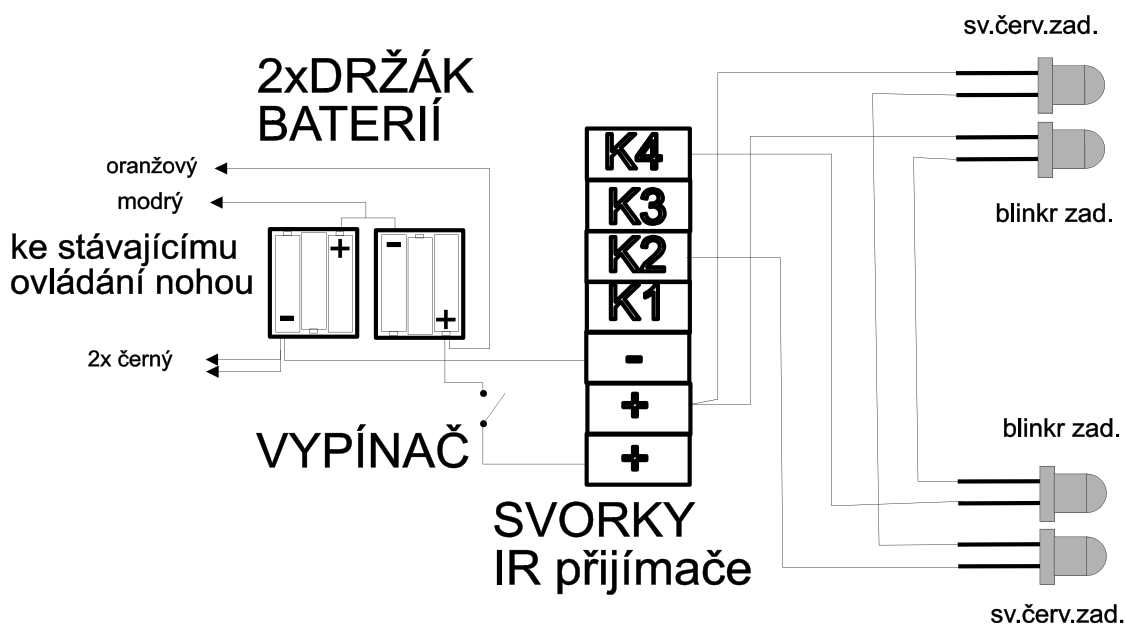 sv.červ.zad.
2xDRŽÁK
BATERIÍ
oranžový
modrý
ke stávajícímu
ovládání nohou
+
-
-
+
2x černý
K4
K3
K2
K1
-
+
+
blinkr zad.
VYPÍNAČ
SVORKY
IR přijímače
blinkr zad.
sv.červ.zad.